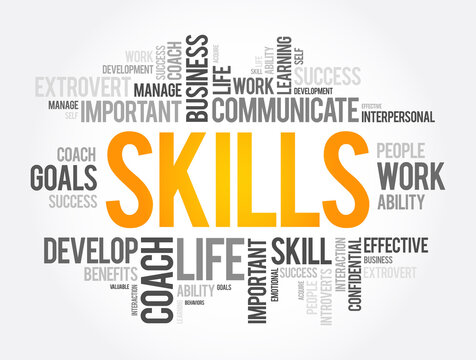 WORK
DEVELOPMENT
SUCCESS
COACH
BUSINESS
ACQUIRE
LIFE
LIFE
SKILL
ABILITY
LEARNING
SELF
SUCCESS
EXTROVERT
MANAGE
WORK
DEVELOPMENT
MANAGE
SELF
IMPORTANT
COMMUNICATE
EFFECTIVE
INTERPERSONAL
COACH
GOALS
SUCCESS
SKILLS
PEOPLE
WORK
ABILITY
DEVELOP
BENEFITS
VALUABLE
INTERACTION
COACH
LIFE
LEARNING
ABILITY
GOALS
BEHAVIORS
IMPORTANT
EMOTIONAL
SKILL
SUCCESS
ACQUIRE
PEOPLE
INTROVERTS
INTERACTION
CONFIDENTIAL
EFFECTIVE
BUSINESS
EXTROVERT